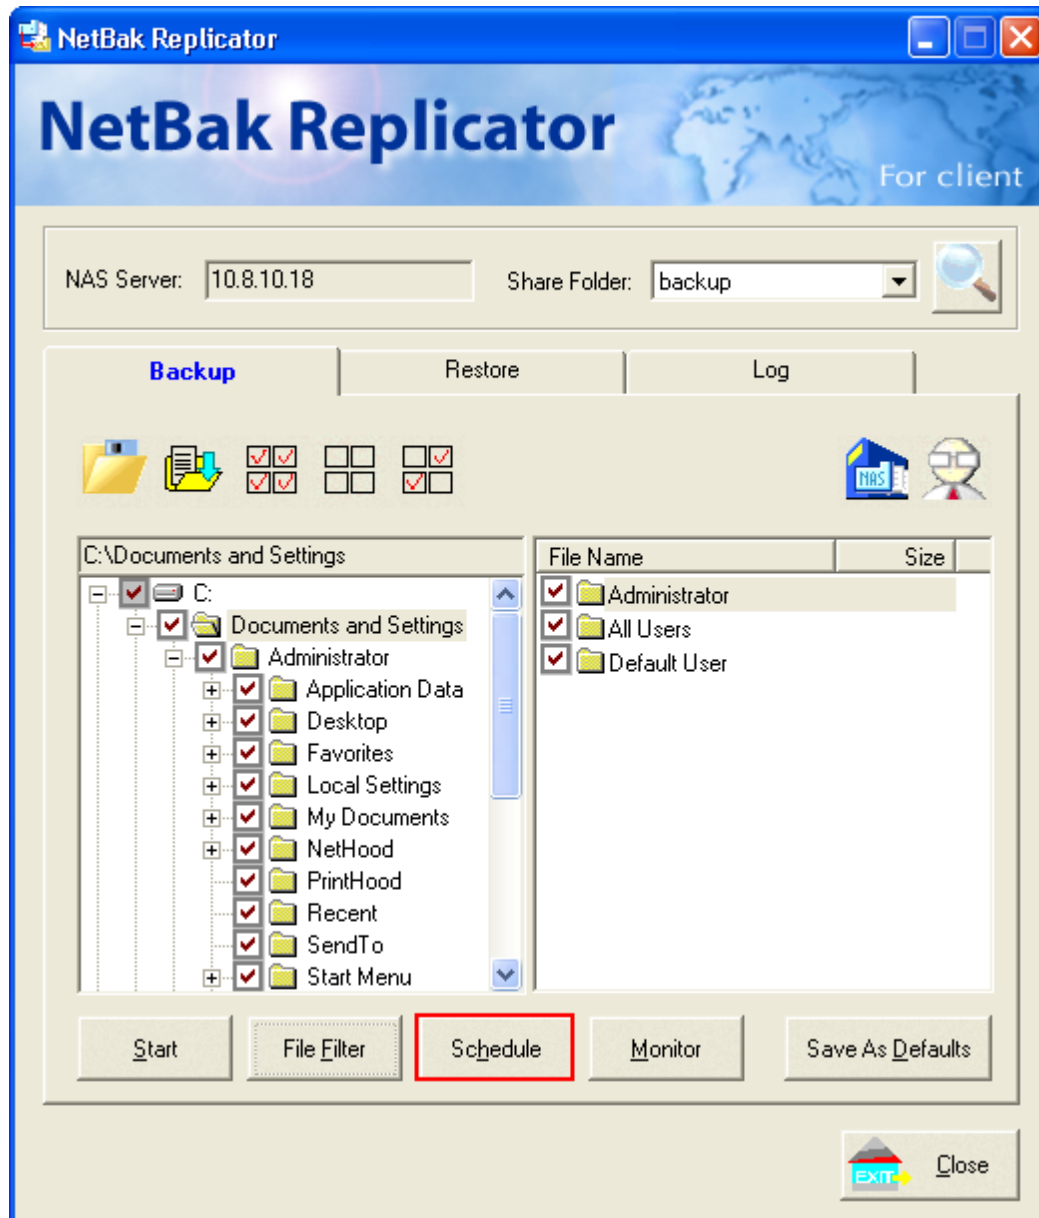 NetBak Replicator
NetBak Replicator
For client
NAS Server: 10.8.10.18 Share Folder: backup
Backup Restore Log
NAS
C:\Documents and Settings
File Name Size
C:
Documents and Settings
Administrator
Application Data
Desktop
Favorites
Local Settings
My Documents
NetHood
PrintHood
Recent
SendTo
Start Menu
Administrator
All Users
Default User
Start File Filter Schedule Monitor Save As Defaults
EXIT Close